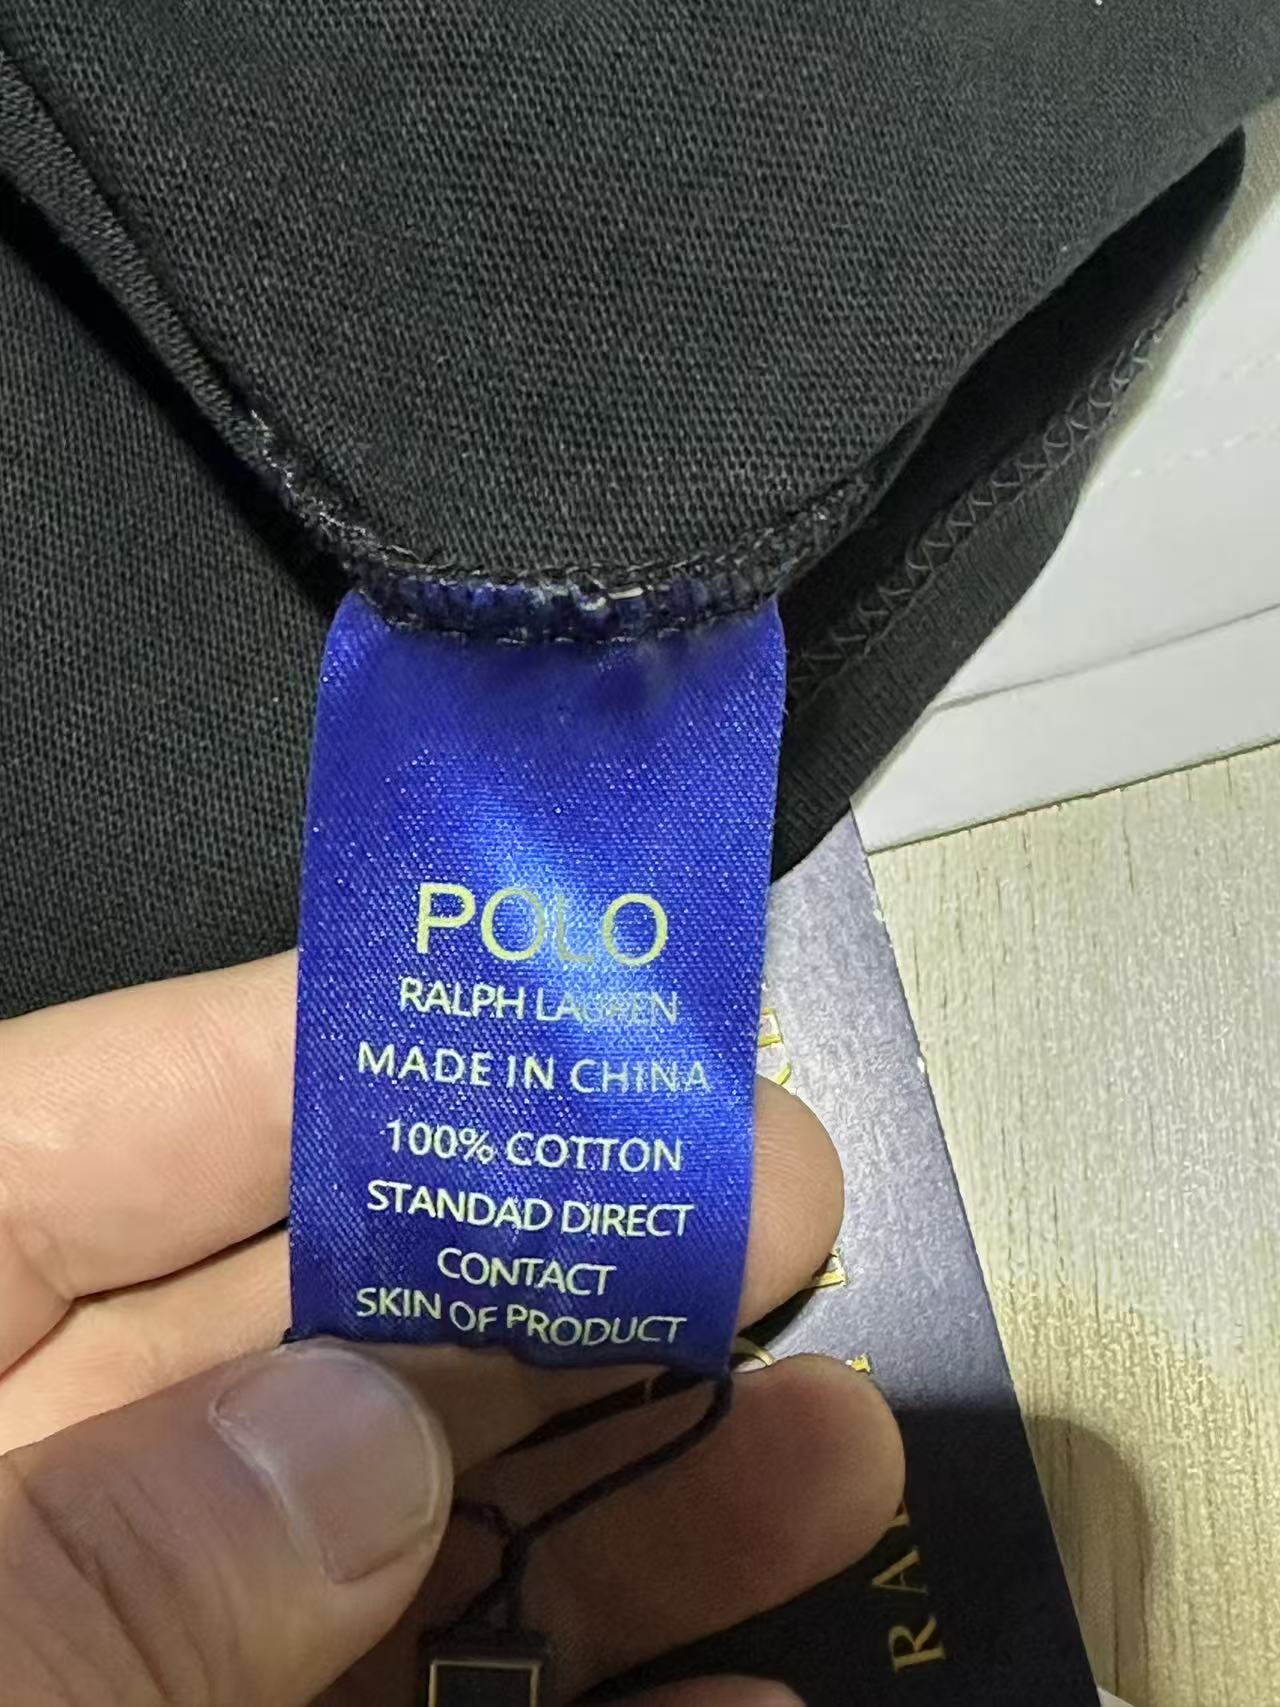 POLO
RALPH LAUREN
MADE IN CHINA
100% COTTON
STANDAD DIRECT
CONTACT
SKIN OF PRODUCT